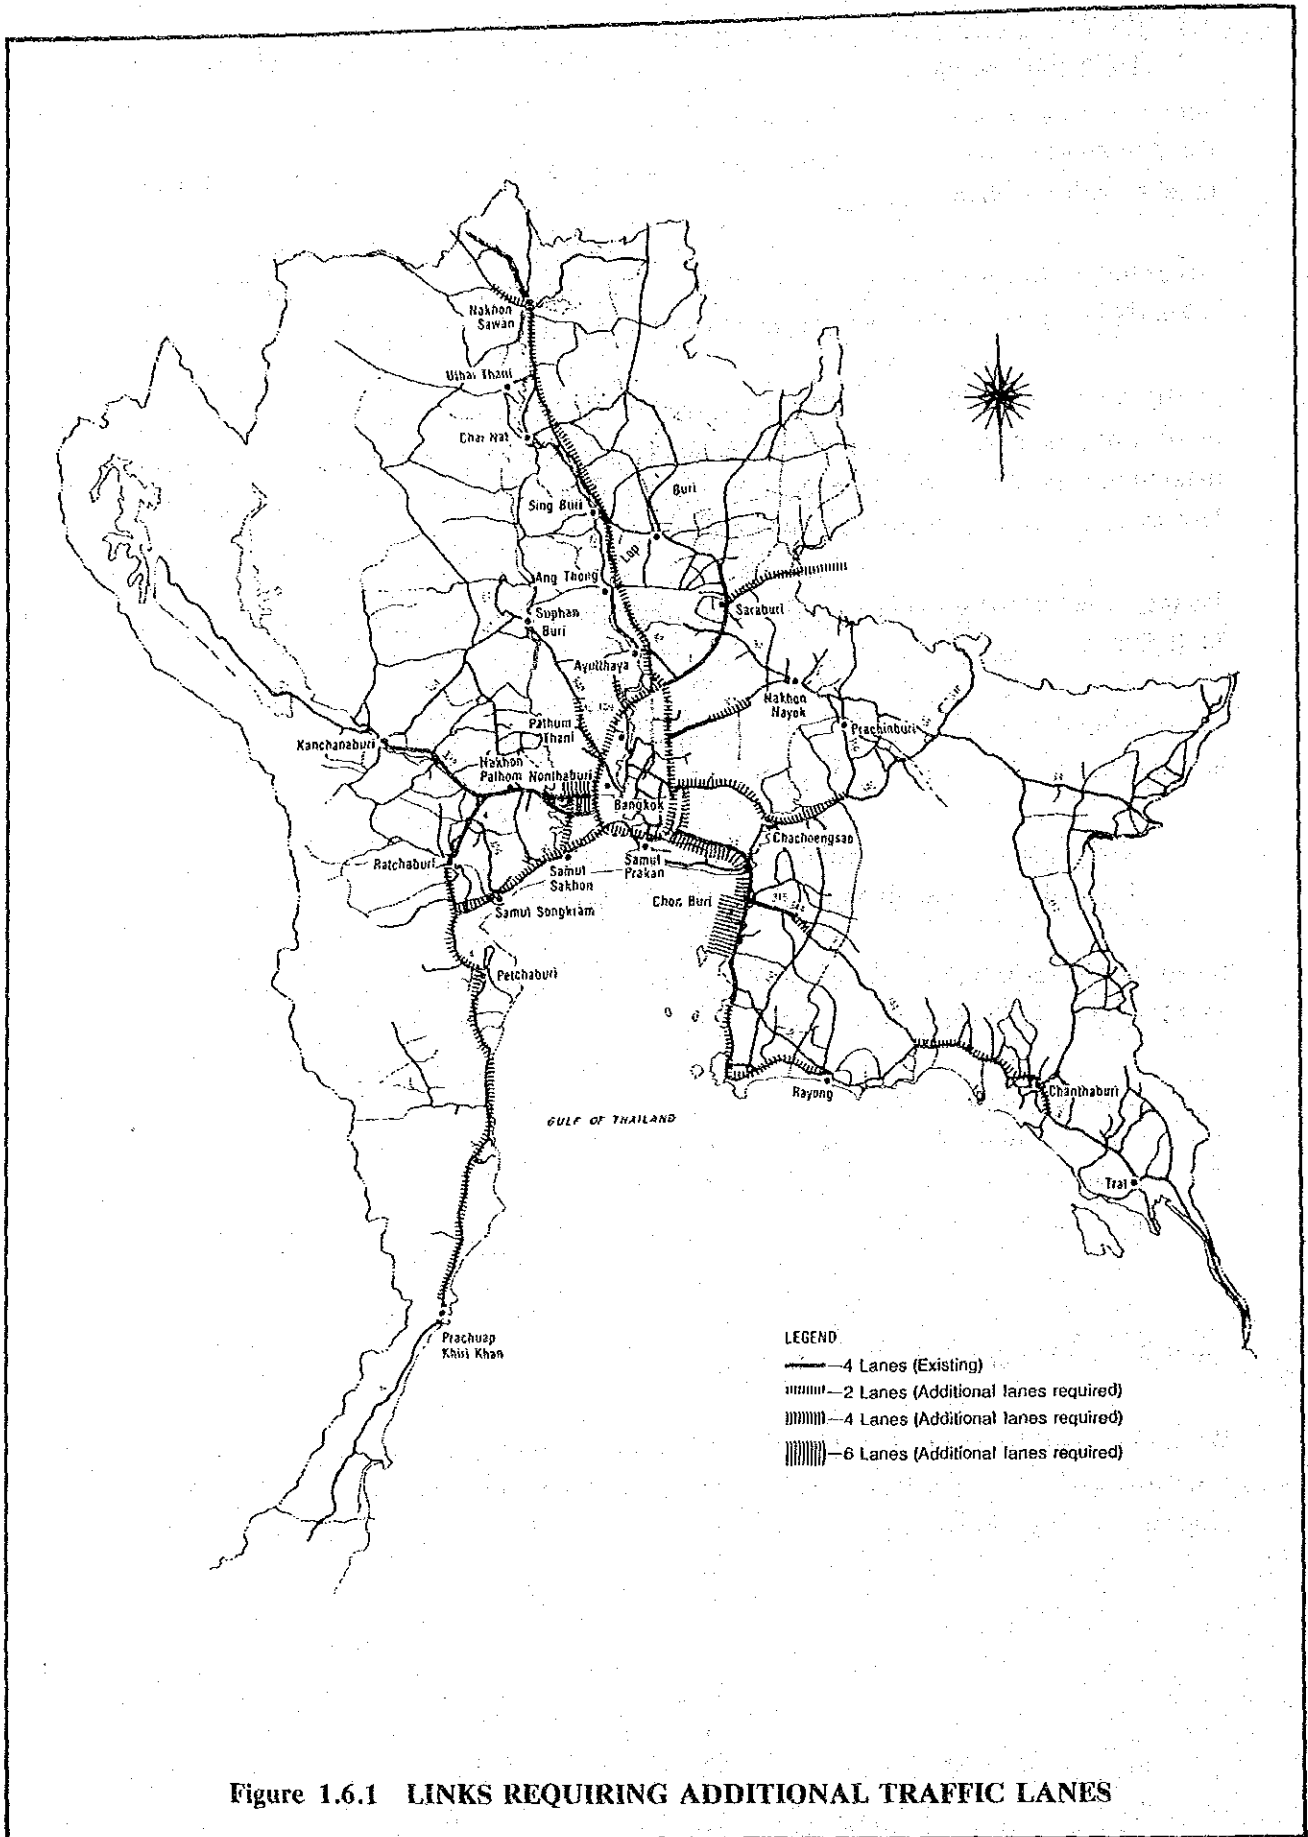 Nakhon
Sawan
Uthai Thani
Chai Nat
Sing Buri
Buri
Lop
Ang Thong
Saraburi
Suphan
Buri
Ayutthaya
Nakhon
Nayok
Pathum
Thani
Prachinburi
Kanchanaburi
Nakhon
Pathom
Nonthaburi
Bangkok
Chachoengsao
Ratchaburi
Samut
Sakhon
Samut
Prakan
Chon Buri
Samut Songkram
Petchaburi
Rayong
Chanthaburi
GULF OF THAILAND
Trat
Prachuap
Khiri Khan
LEGEND
4 Lanes (Existing)
2 Lanes (Additional lanes required)
4 Lanes (Additional lanes required)
6 Lanes (Additional lanes required)
Figure 1.6.1 LINKS REQUIRING ADDITIONAL TRAFFIC LANES